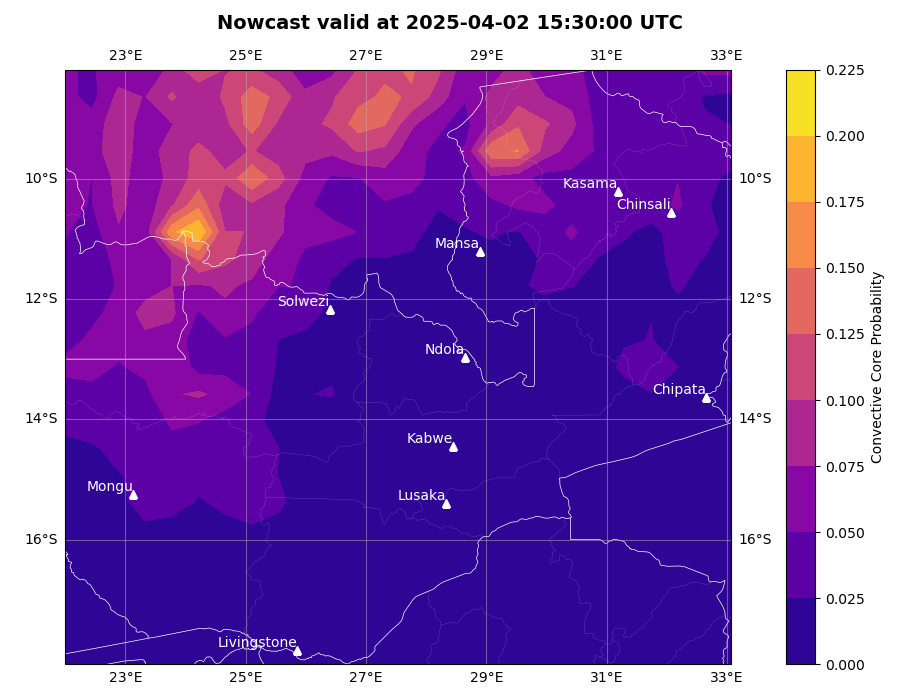 Nowcast valid at 2025-04-02 15:30:00 UTC
23°E 25°E 27°E 29°E 31°E 33°E
0.225
0.200
10°S Kasama 10°S
Chinsali
0.175
Mansa
0.150
12°S Solwezi 12°S
0.125
Ndola
Convective Core Probability
0.100
Chipata
14°S 14°S
Kabwe
0.075
Mongu Lusaka
0.050
16°S 16°S
0.025
Livingstone
0.000
23°E 25°E 27°E 29°E 31°E 33°E